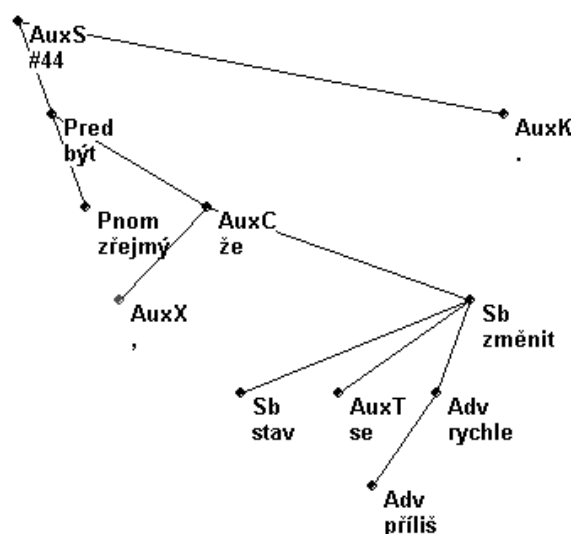 AuxS
#44
Pred
být
AuxK
.
Pnom
zřejmý
AuxC
že
AuxX
,
Sb
změnit
Sb
stav
AuxT
se
Adv
rychle
Adv
příliš